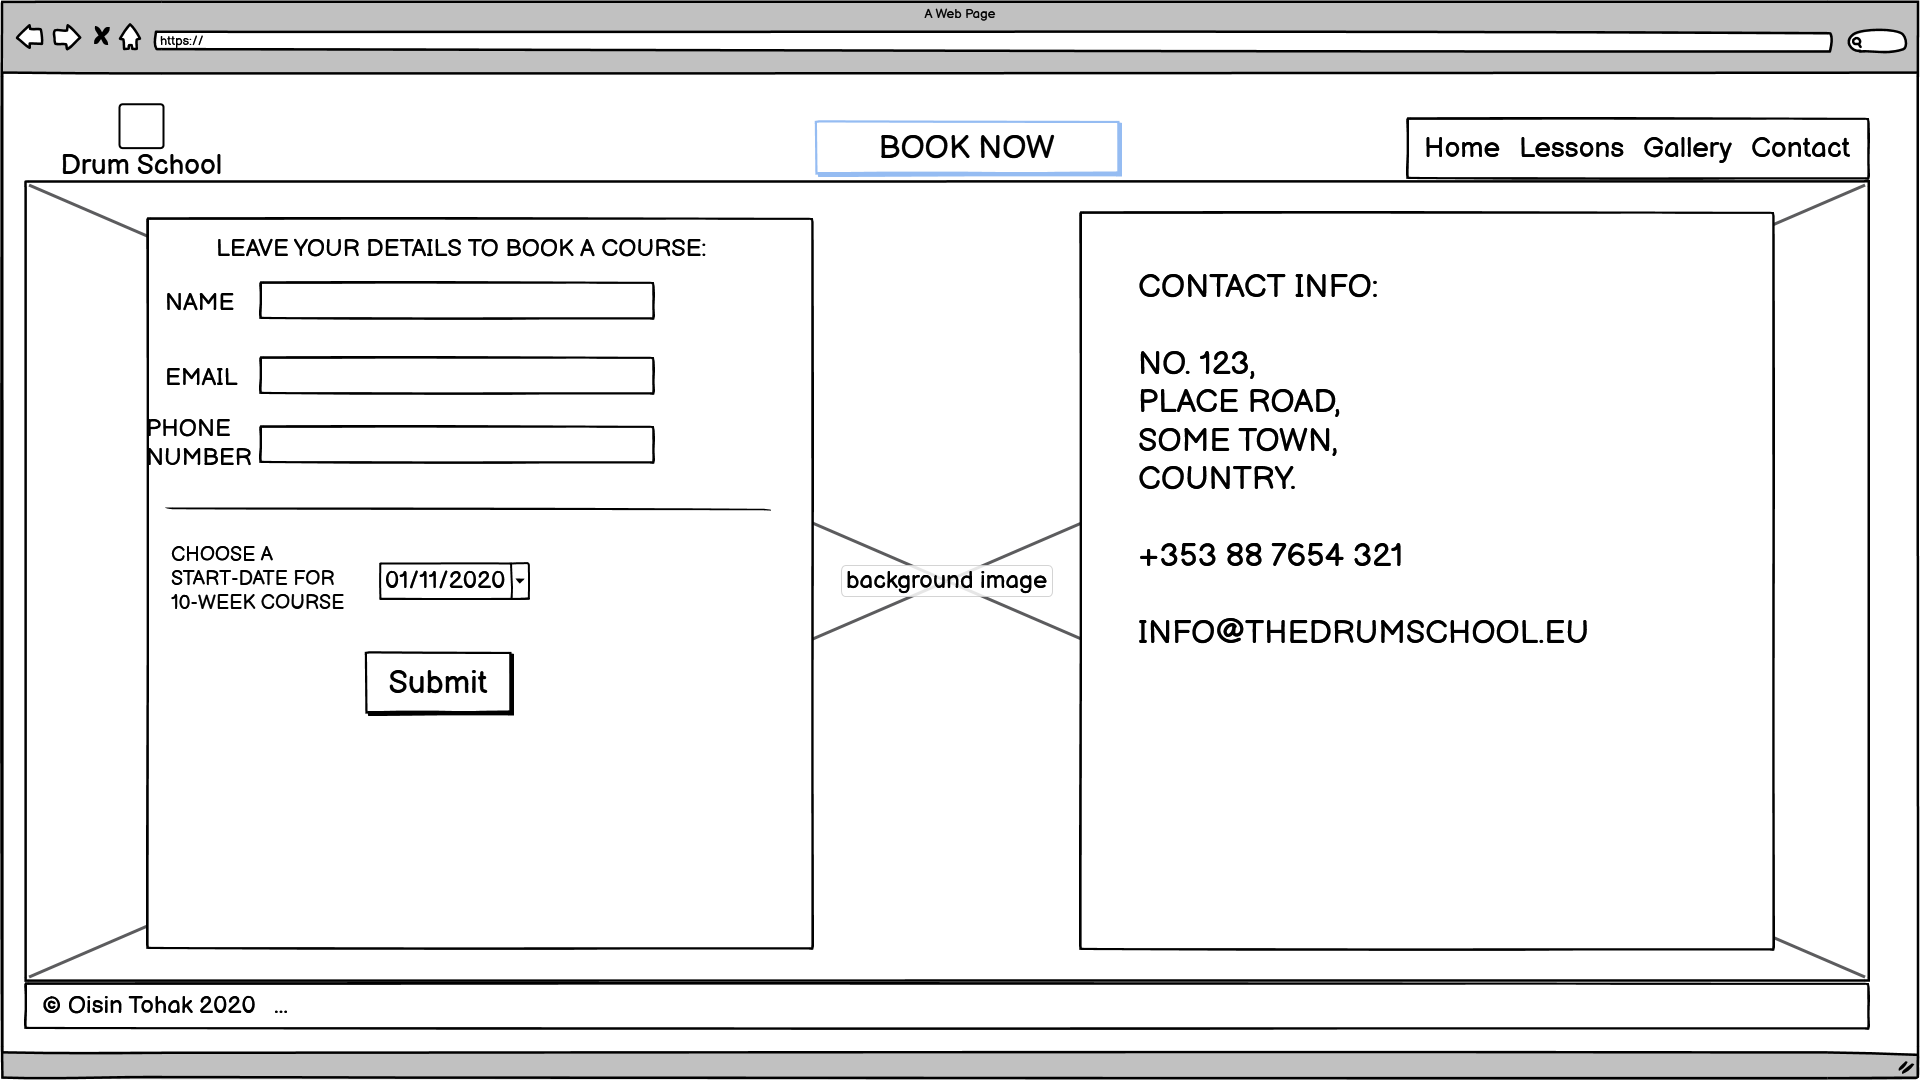 A Web Page
https://
Drum School
BOOK NOW
Home Lessons Gallery Contact
LEAVE YOUR DETAILS TO BOOK A COURSE:
NAME
EMAIL
PHONE
NUMBER
CHOOSE A
START-DATE FOR
10-WEEK COURSE
01/11/2020
Submit
background image
CONTACT INFO:
NO. 123,
PLACE ROAD,
SOME TOWN,
COUNTRY.
+353 88 7654 321
INFO@THEDRUMSCHOOL.EU
© Oisin Tohak 2020 ...